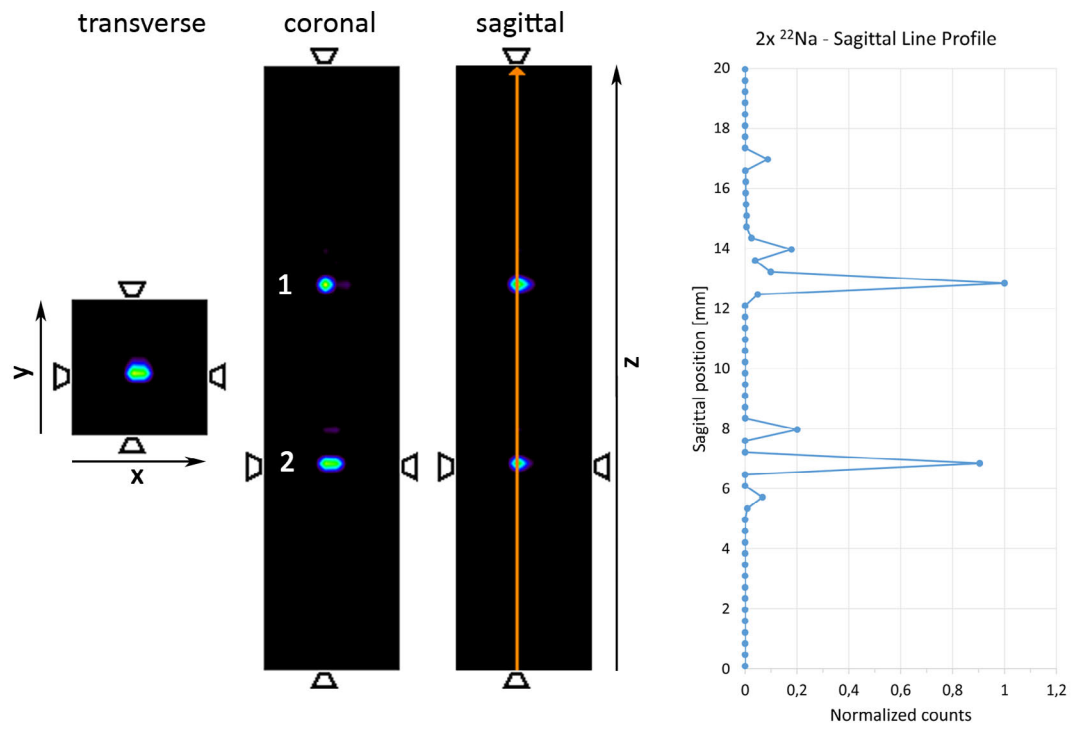 transverse
coronal
sagittal
2x ²²Na - Sagittal Line Profile
1
2
y
x
z
Sagittal position [mm]
20
18
16
14
12
10
8
6
4
2
0
0 0,2 0,4 0,6 0,8 1 1,2
Normalized counts